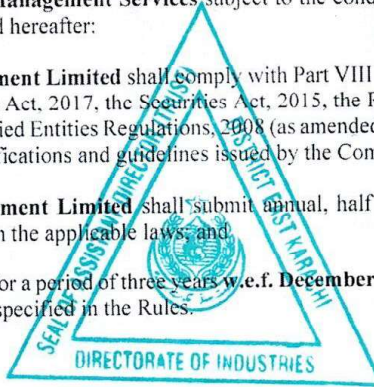 Management Services subject to the cond
d hereafter:
ment Limited shall comply with Part VIII
Act, 2017, the Securities Act, 2015, the
ied Entities Regulations, 2008 (as amended
fications and guidelines issued by the Com
ment Limited shall submit annual, half
the applicable laws; and
or a period of three years w.e.f. December
specified in the Rules.
SEAL OF ASSISTANT DIRECTORATE
DISTRICT EAST KARACHI
DIRECTORATE OF INDUSTRIES